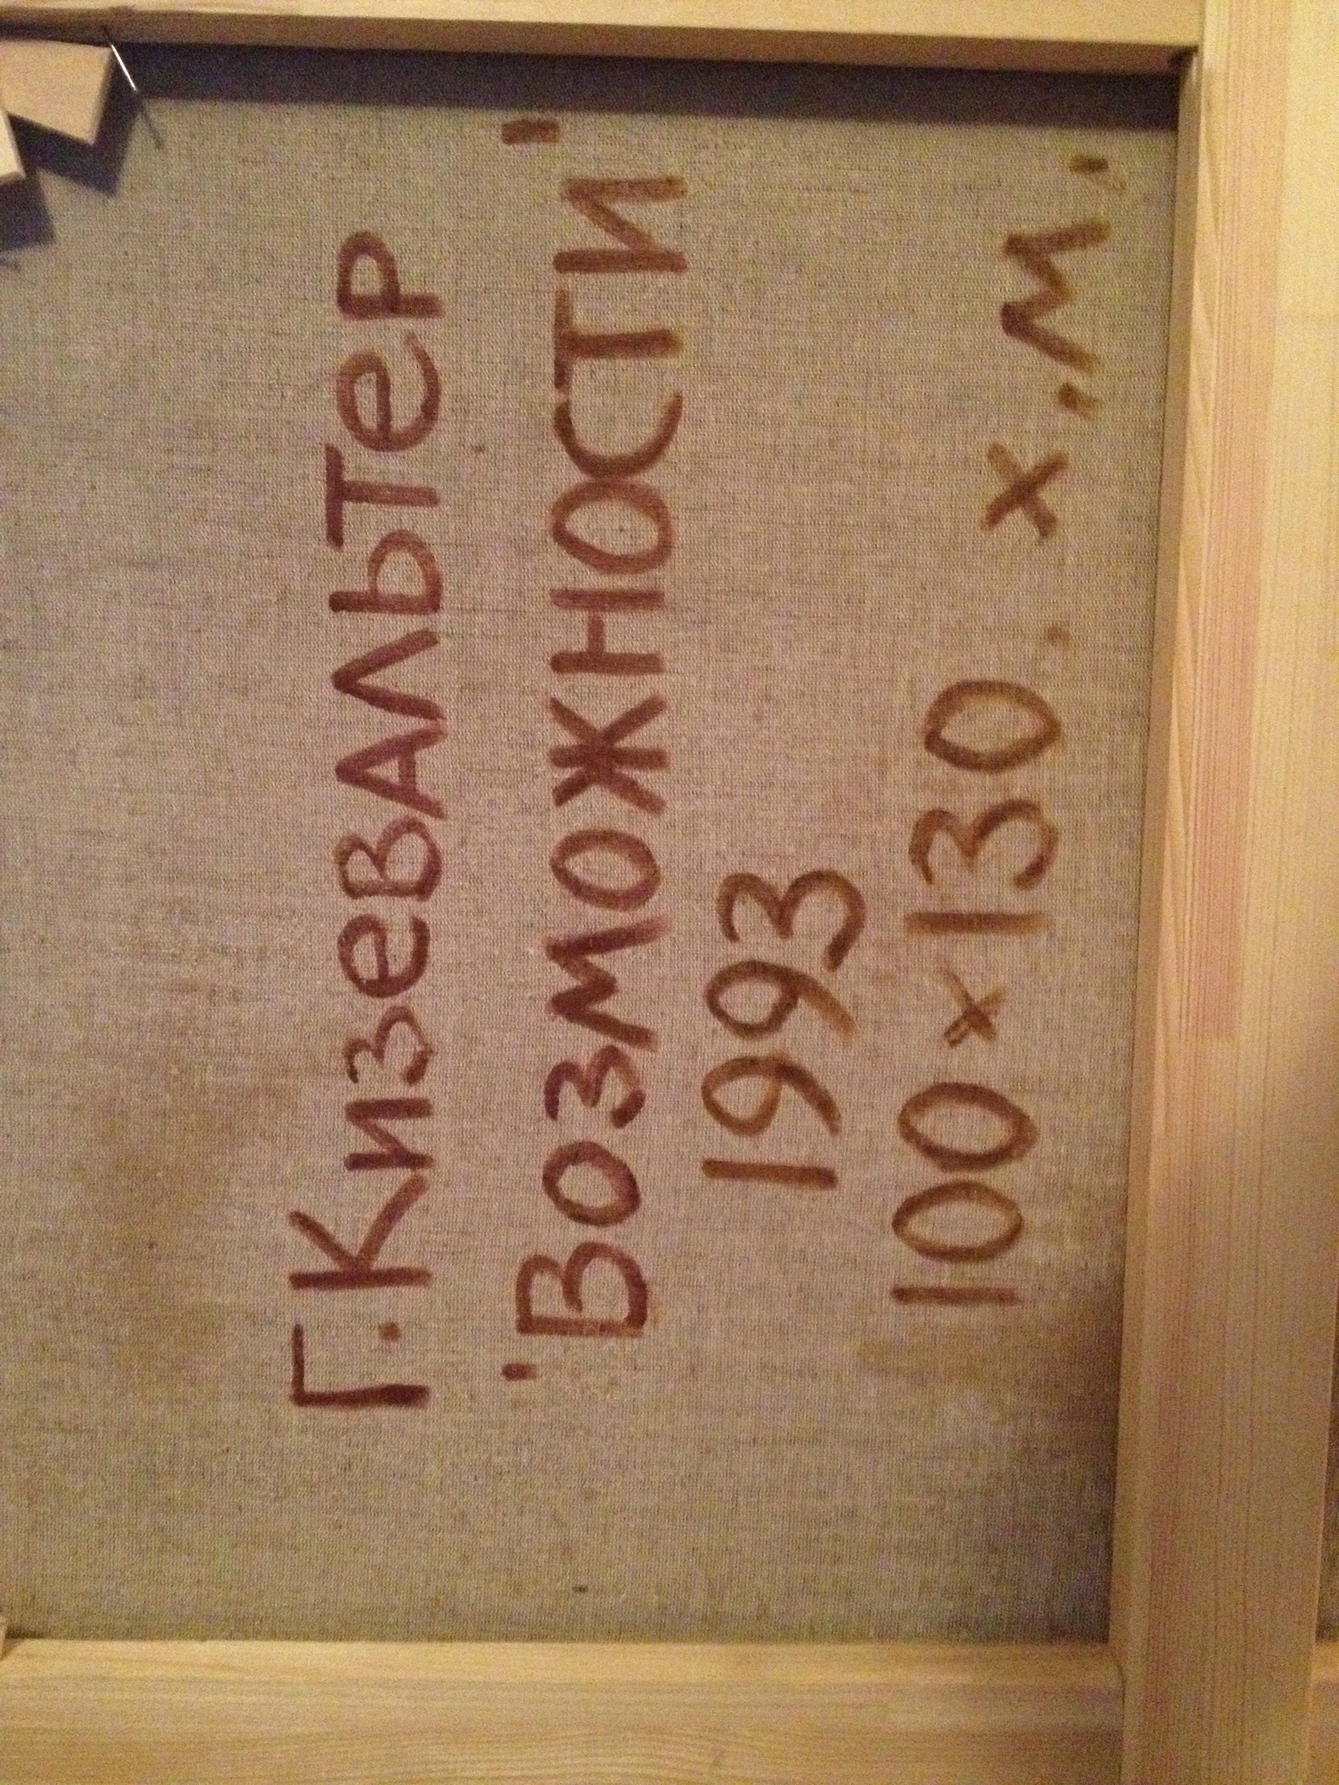 Г. Кизевальтер
"Возможности"
1993
100 x 130. х.,м,